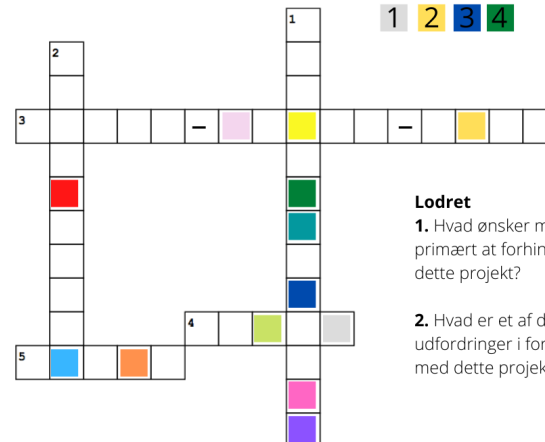 1
1 2 3 4
2
3 – –
Lodret
1. Hvad ønsker m
primært at forhin
dette projekt?
2. Hvad er et af d
udfordringer i for
med dette projek
4
5